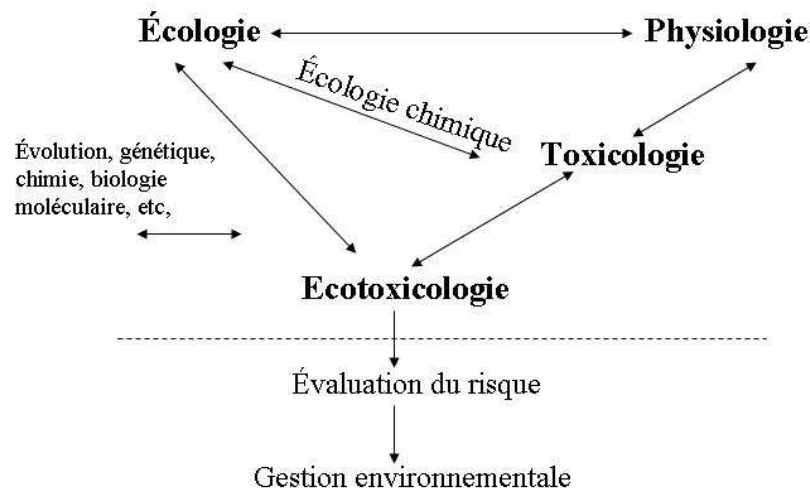 Écologie
Physiologie
Écologie chimique
Toxicologie
Évolution, génétique,
chimie, biologie
moléculaire, etc,
Ecotoxicologie
Évaluation du risque
Gestion environnementale